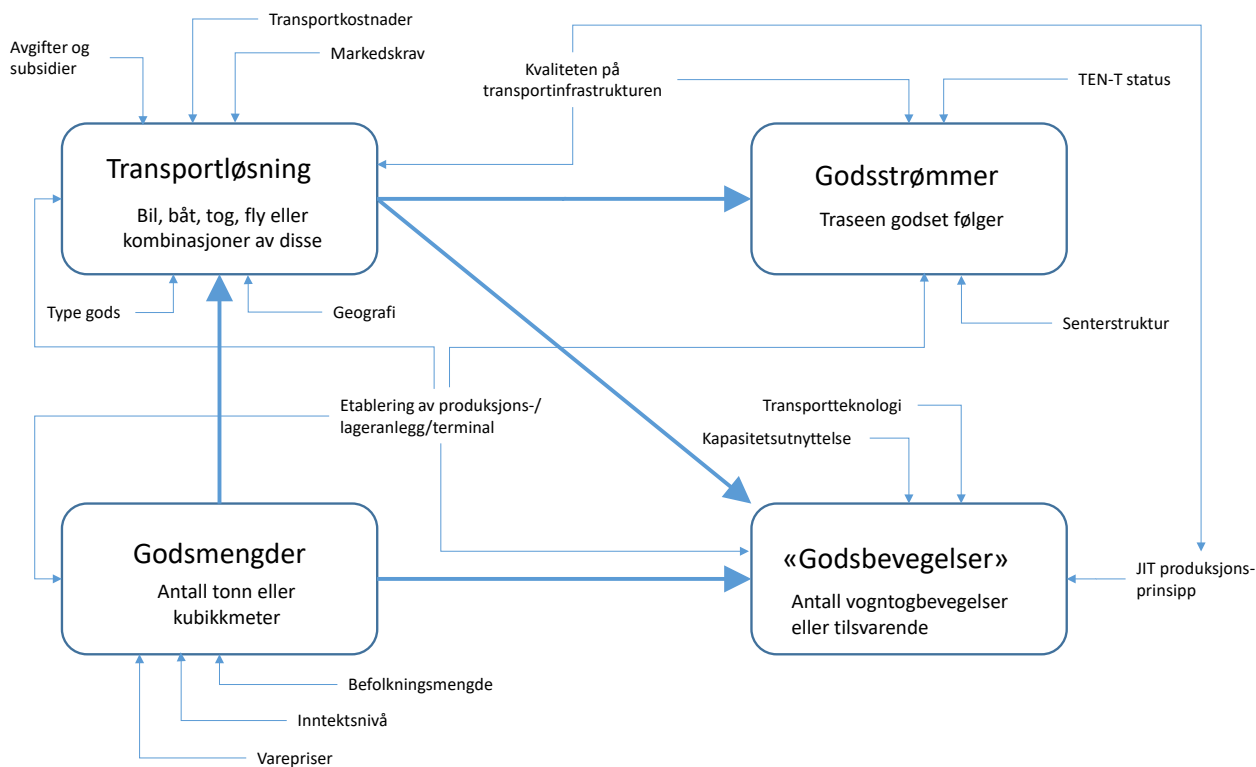 Transportkostnader
Avgifter og
subsidier
Markedskrav
Kvaliteten på
transportinfrastrukturen
TEN-T status
Transportløsning
Bil, båt, tog, fly eller
kombinasjoner av disse
Godsstrømmer
Traseen godset følger
Type gods
Geografi
Senterstruktur
Etablering av produksjons-/
lageranlegg/terminal
Transportteknologi
Kapasitetsutnyttelse
Godsmengder
Antall tonn eller
kubikkmeter
«Godsbevegelser»
Antall vogntogbevegelser
eller tilsvarende
JIT produksjons-
prinsipp
Befolkningsmengde
Inntektsnivå
Varepriser